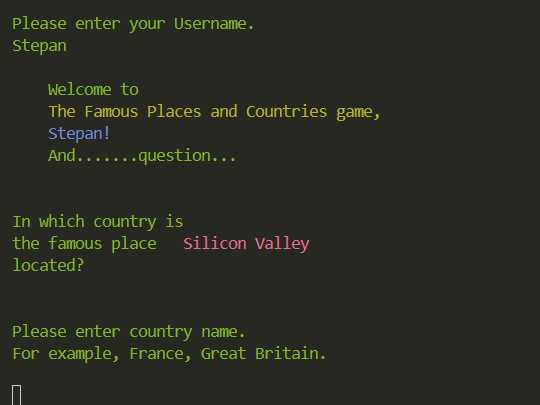 Please enter your Username.
Stepan
Welcome to
The Famous Places and Countries game,
Stepan!
And.......question...
In which country is
the famous place   Silicon Valley
located?
Please enter country name.
For example, France, Great Britain.